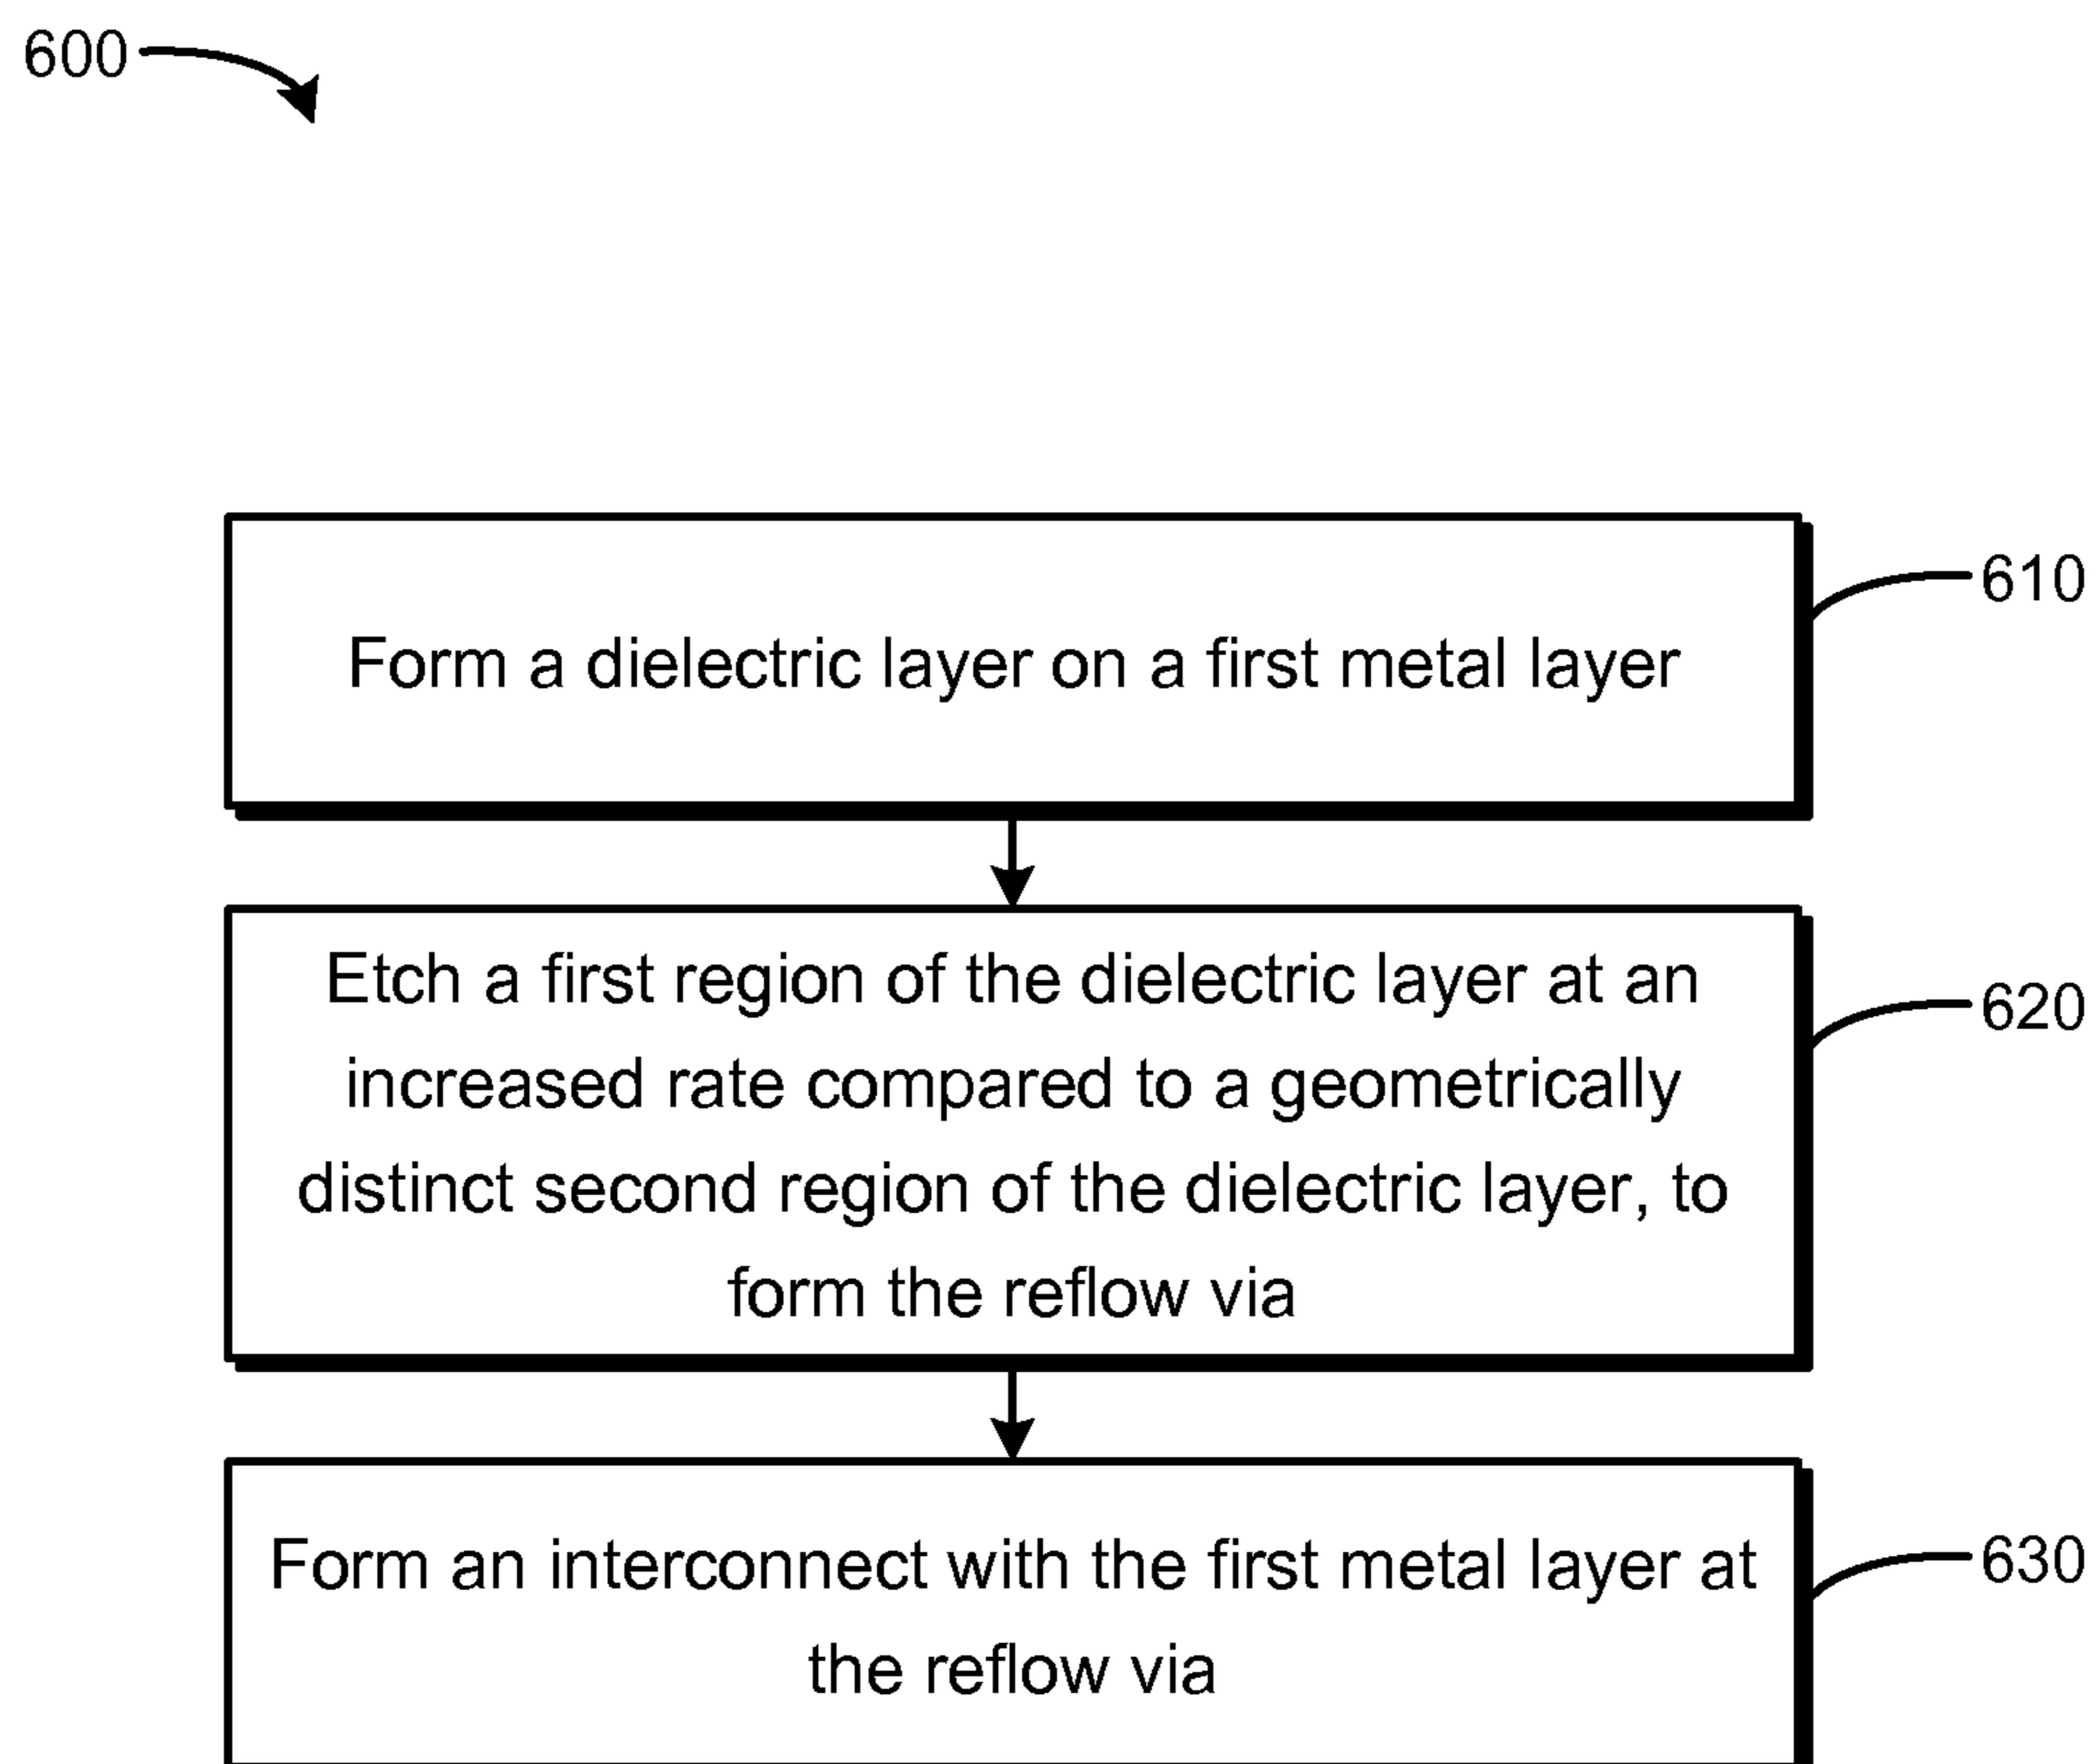 600
610
Form a dielectric layer on a first metal layer
Etch a first region of the dielectric layer at an
increased rate compared to a geometrically
distinct second region of the dielectric layer, to
form the reflow via
620
Form an interconnect with the first metal layer at
the reflow via
630